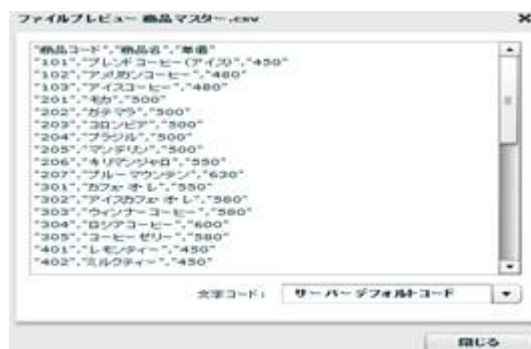 ファイルプレビュー 商品マスター.csv
"商品コード","商品名","単価"
"101","ブレンドコーヒー(アイス)","450"
"102","アメリカンコーヒー","480"
"103","アイスコーヒー","480"
"201","モカ","500"
"202","ガテマラ","500"
"203","コロンビア","500"
"204","ブラジル","500"
"205","マンデリン","500"
"206","キリマンジャロ","550"
"207","ブルーマウンテン","630"
"301","カフェ・オ・レ","550"
"302","アイスカフェ・オ・レ","580"
"303","ウィンナーコーヒー","580"
"304","ロシアコーヒー","600"
"305","コーヒーゼリー","580"
"401","レモンティー","450"
"402","ミルクティー","450"
文字コード: サーバーデフォルトコード
閉じる